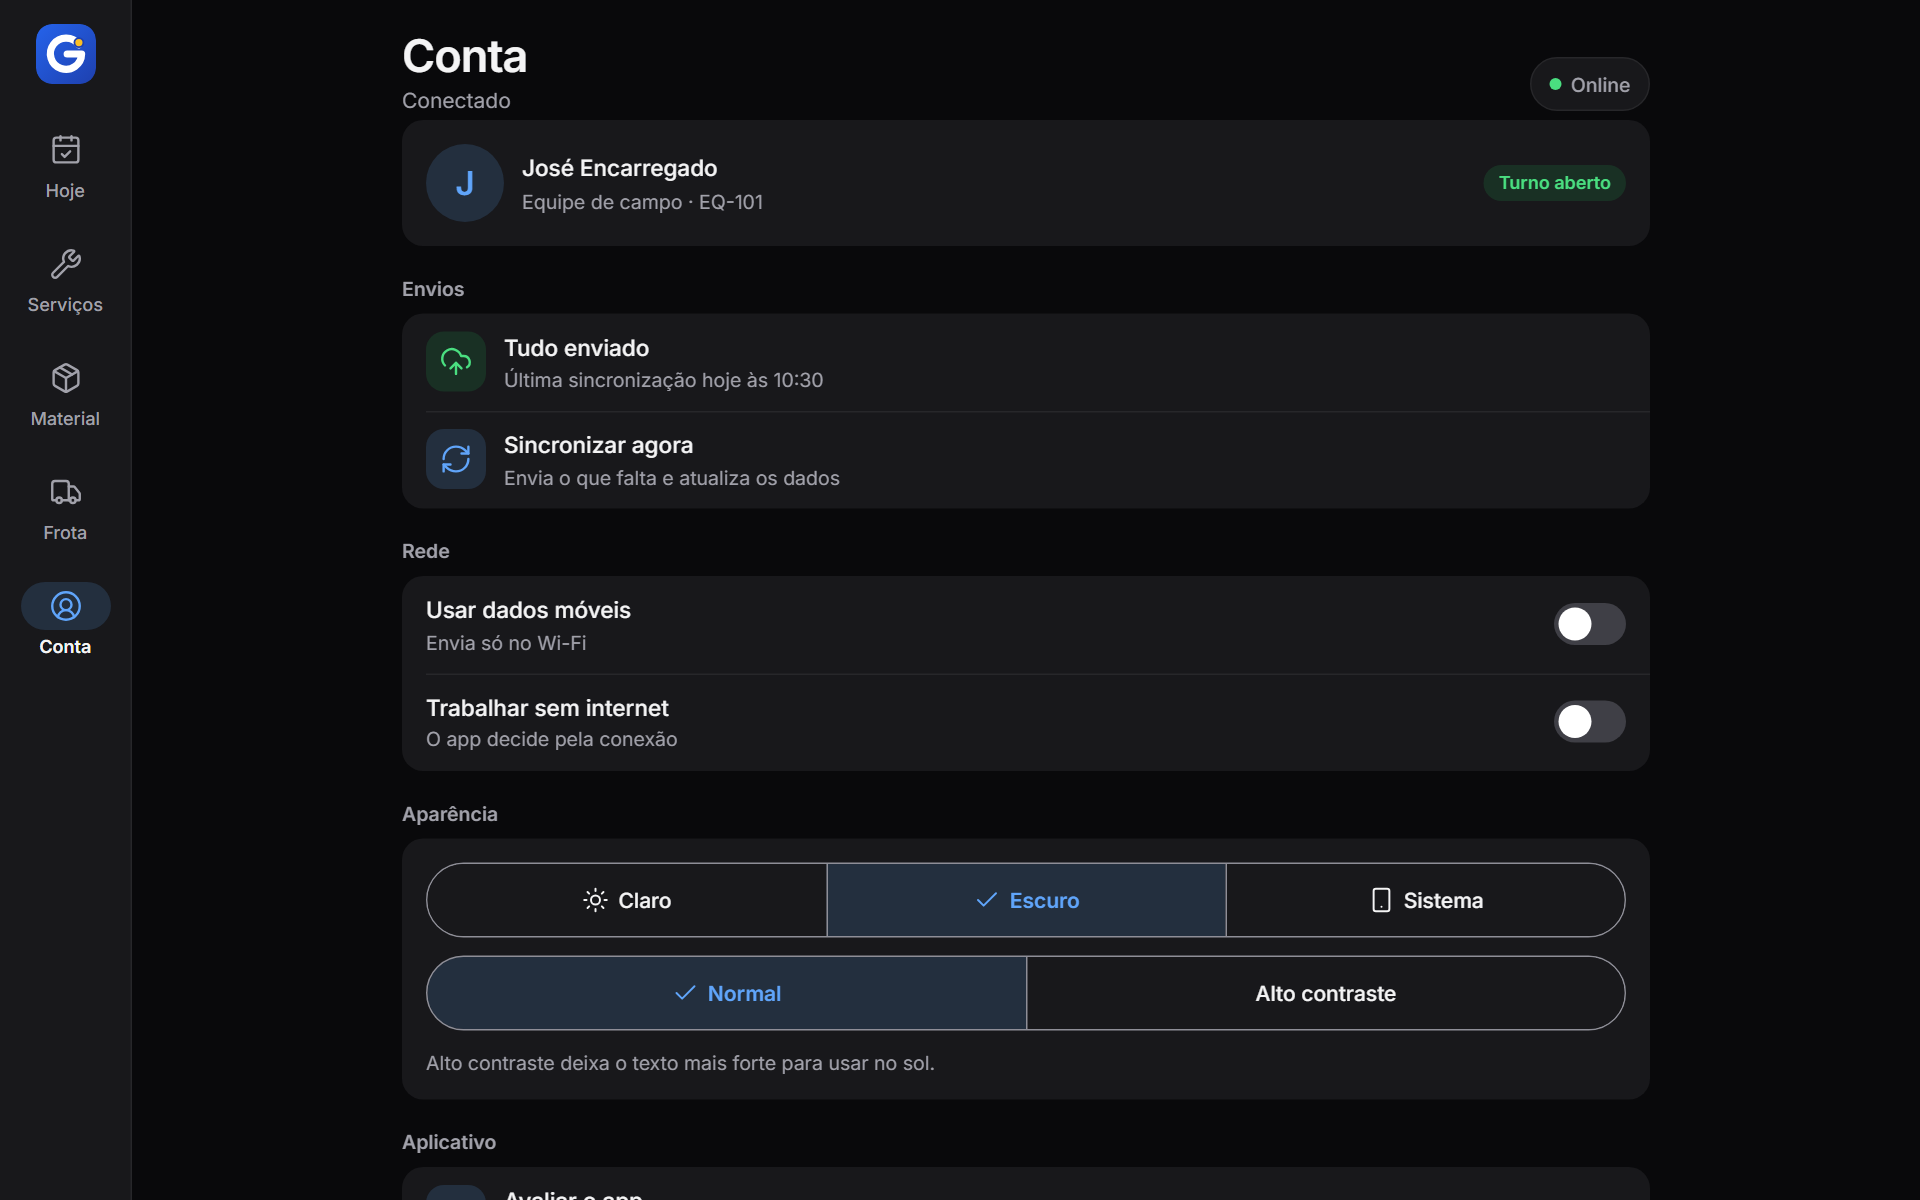 G
Hoje
Serviços
Material
Frota
Conta
Conta
Conectado
Online
J
José Encarregado
Equipe de campo · EQ-101
Turno aberto
Envios
Tudo enviado
Última sincronização hoje às 10:30
Sincronizar agora
Envia o que falta e atualiza os dados
Rede
Usar dados móveis
Envia só no Wi-Fi
Trabalhar sem internet
O app decide pela conexão
Aparência
Claro
Escuro
Sistema
Normal
Alto contraste
Alto contraste deixa o texto mais forte para usar no sol.
Aplicativo
Avaliar o app